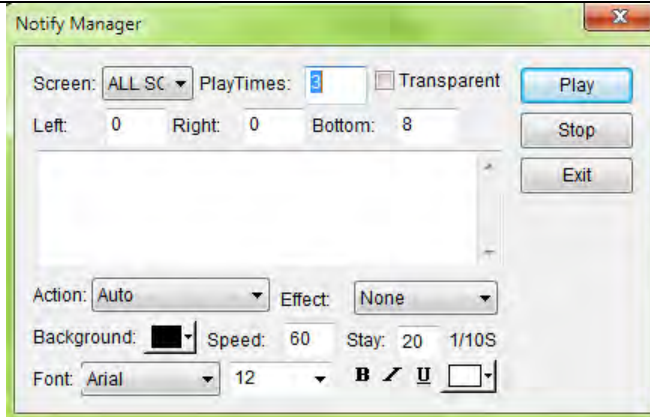 Notify Manager
x
Screen: ALL SC PlayTimes: 3 Transparent Play
Left: 0 Right: 0 Bottom: 8 Stop
Exit
Action: Auto Effect: None
Background: Speed: 60 Stay: 20 1/10S
Font: Arial 12 B I U